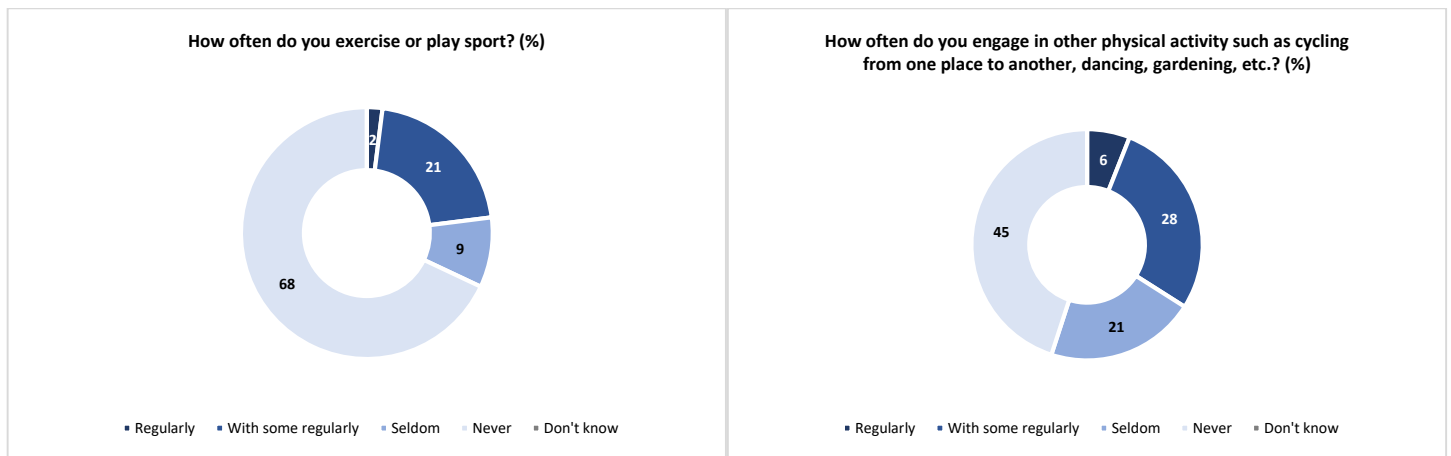 How often do you exercise or play sport? (%)
2
21
9
68
Regularly With some regularly Seldom Never Don't know
How often do you engage in other physical activity such as cycling
from one place to another, dancing, gardening, etc.? (%)
6
28
21
45
Regularly With some regularly Seldom Never Don't know